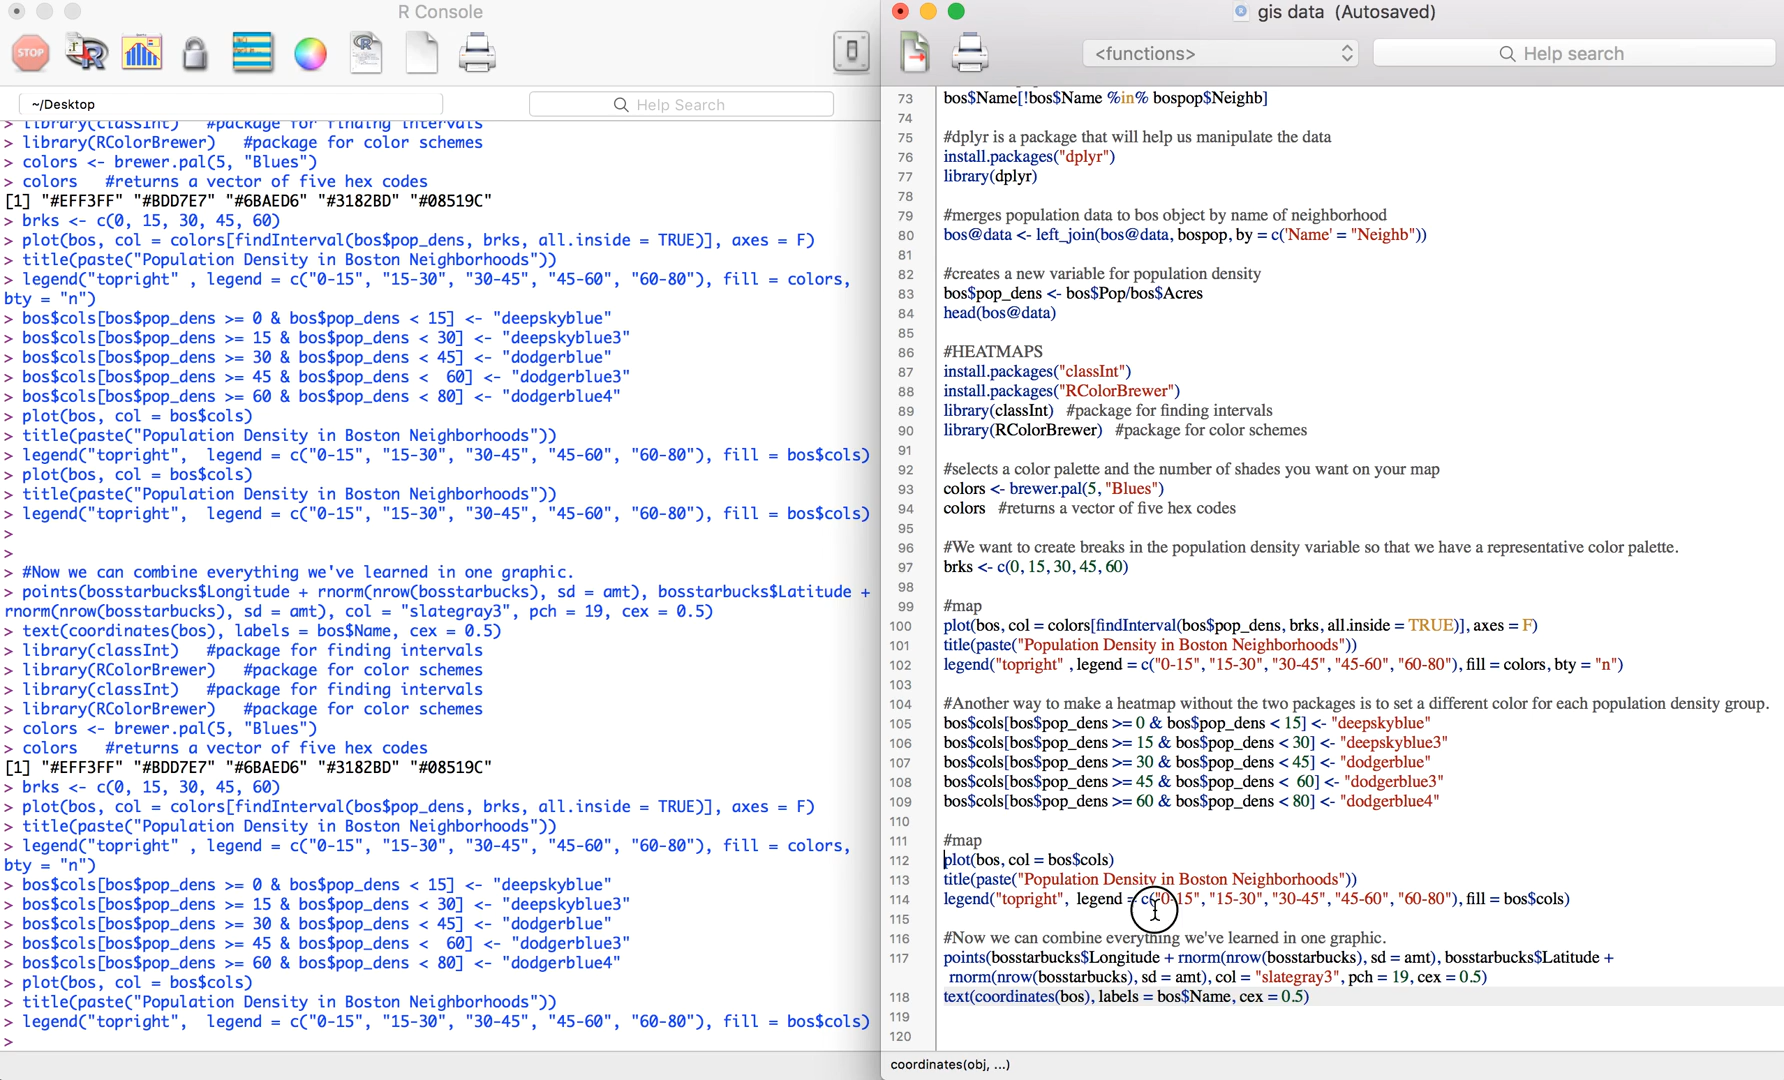 R Console
STOP
~/Desktop
Help Search
> library(classInt)   #package for finding intervals
> library(RColorBrewer)   #package for color schemes
> colors <- brewer.pal(5, "Blues")
> colors   #returns a vector of five hex codes
[1] "#EFF3FF" "#BDD7E7" "#6BAED6" "#3182BD" "#08519C"
> brks <- c(0, 15, 30, 45, 60)
> plot(bos, col = colors[findInterval(bos$pop_dens, brks, all.inside = TRUE)], axes = F)
> title(paste("Population Density in Boston Neighborhoods"))
> legend("topright" , legend = c("0-15", "15-30", "30-45", "45-60", "60-80"), fill = colors,
bty = "n")
> bos$cols[bos$pop_dens >= 0 & bos$pop_dens < 15] <- "deepskyblue"
> bos$cols[bos$pop_dens >= 15 & bos$pop_dens < 30] <- "deepskyblue3"
> bos$cols[bos$pop_dens >= 30 & bos$pop_dens < 45] <- "dodgerblue"
> bos$cols[bos$pop_dens >= 45 & bos$pop_dens <  60] <- "dodgerblue3"
> bos$cols[bos$pop_dens >= 60 & bos$pop_dens < 80] <- "dodgerblue4"
> plot(bos, col = bos$cols)
> title(paste("Population Density in Boston Neighborhoods"))
> legend("topright",  legend = c("0-15", "15-30", "30-45", "45-60", "60-80"), fill = bos$cols)
> plot(bos, col = bos$cols)
> title(paste("Population Density in Boston Neighborhoods"))
> legend("topright",  legend = c("0-15", "15-30", "30-45", "45-60", "60-80"), fill = bos$cols)
>
>
> #Now we can combine everything we've learned in one graphic.
> points(bosstarbucks$Longitude + rnorm(nrow(bosstarbucks), sd = amt), bosstarbucks$Latitude +
rnorm(nrow(bosstarbucks), sd = amt), col = "slategray3", pch = 19, cex = 0.5)
> text(coordinates(bos), labels = bos$Name, cex = 0.5)
> library(classInt)   #package for finding intervals
> library(RColorBrewer)   #package for color schemes
> library(classInt)   #package for finding intervals
> library(RColorBrewer)   #package for color schemes
> colors <- brewer.pal(5, "Blues")
> colors   #returns a vector of five hex codes
[1] "#EFF3FF" "#BDD7E7" "#6BAED6" "#3182BD" "#08519C"
> brks <- c(0, 15, 30, 45, 60)
> plot(bos, col = colors[findInterval(bos$pop_dens, brks, all.inside = TRUE)], axes = F)
> title(paste("Population Density in Boston Neighborhoods"))
> legend("topright" , legend = c("0-15", "15-30", "30-45", "45-60", "60-80"), fill = colors,
bty = "n")
> bos$cols[bos$pop_dens >= 0 & bos$pop_dens < 15] <- "deepskyblue"
> bos$cols[bos$pop_dens >= 15 & bos$pop_dens < 30] <- "deepskyblue3"
> bos$cols[bos$pop_dens >= 30 & bos$pop_dens < 45] <- "dodgerblue"
> bos$cols[bos$pop_dens >= 45 & bos$pop_dens <  60] <- "dodgerblue3"
> bos$cols[bos$pop_dens >= 60 & bos$pop_dens < 80] <- "dodgerblue4"
> plot(bos, col = bos$cols)
> title(paste("Population Density in Boston Neighborhoods"))
> legend("topright",  legend = c("0-15", "15-30", "30-45", "45-60", "60-80"), fill = bos$cols)
>
gis data (Autosaved)
<functions>
Help search
73 bos$Name[!bos$Name %in% bospop$Neighb]
74
75 #dplyr is a package that will help us manipulate the data
76 install.packages("dplyr")
77 library(dplyr)
78
79 #merges population data to bos object by name of neighborhood
80 bos@data <- left_join(bos@data, bospop, by = c('Name' = "Neighb"))
81
82 #creates a new variable for population density
83 bos$pop_dens <- bos$Pop/bos$Acres
84 head(bos@data)
85
86 #HEATMAPS
87 install.packages("classInt")
88 install.packages("RColorBrewer")
89 library(classInt)   #package for finding intervals
90 library(RColorBrewer)   #package for color schemes
91
92 #selects a color palette and the number of shades you want on your map
93 colors <- brewer.pal(5, "Blues")
94 colors   #returns a vector of five hex codes
95
96 #We want to create breaks in the population density variable so that we have a representative color palette.
97 brks <- c(0, 15, 30, 45, 60)
98
99 #map
100 plot(bos, col = colors[findInterval(bos$pop_dens, brks, all.inside = TRUE)], axes = F)
101 title(paste("Population Density in Boston Neighborhoods"))
102 legend("topright" , legend = c("0-15", "15-30", "30-45", "45-60", "60-80"), fill = colors, bty = "n")
103
104 #Another way to make a heatmap without the two packages is to set a different color for each population density group.
105 bos$cols[bos$pop_dens >= 0 & bos$pop_dens < 15] <- "deepskyblue"
106 bos$cols[bos$pop_dens >= 15 & bos$pop_dens < 30] <- "deepskyblue3"
107 bos$cols[bos$pop_dens >= 30 & bos$pop_dens < 45] <- "dodgerblue"
108 bos$cols[bos$pop_dens >= 45 & bos$pop_dens <  60] <- "dodgerblue3"
109 bos$cols[bos$pop_dens >= 60 & bos$pop_dens < 80] <- "dodgerblue4"
110
111 #map
112 plot(bos, col = bos$cols)
113 title(paste("Population Density in Boston Neighborhoods"))
114 legend("topright",  legend = c("0-15", "15-30", "30-45", "45-60", "60-80"), fill = bos$cols)
115
116 #Now we can combine everything we've learned in one graphic.
117 points(bosstarbucks$Longitude + rnorm(nrow(bosstarbucks), sd = amt), bosstarbucks$Latitude +
rnorm(nrow(bosstarbucks), sd = amt), col = "slategray3", pch = 19, cex = 0.5)
118 text(coordinates(bos), labels = bos$Name, cex = 0.5)
119
120
coordinates(obj, ...)